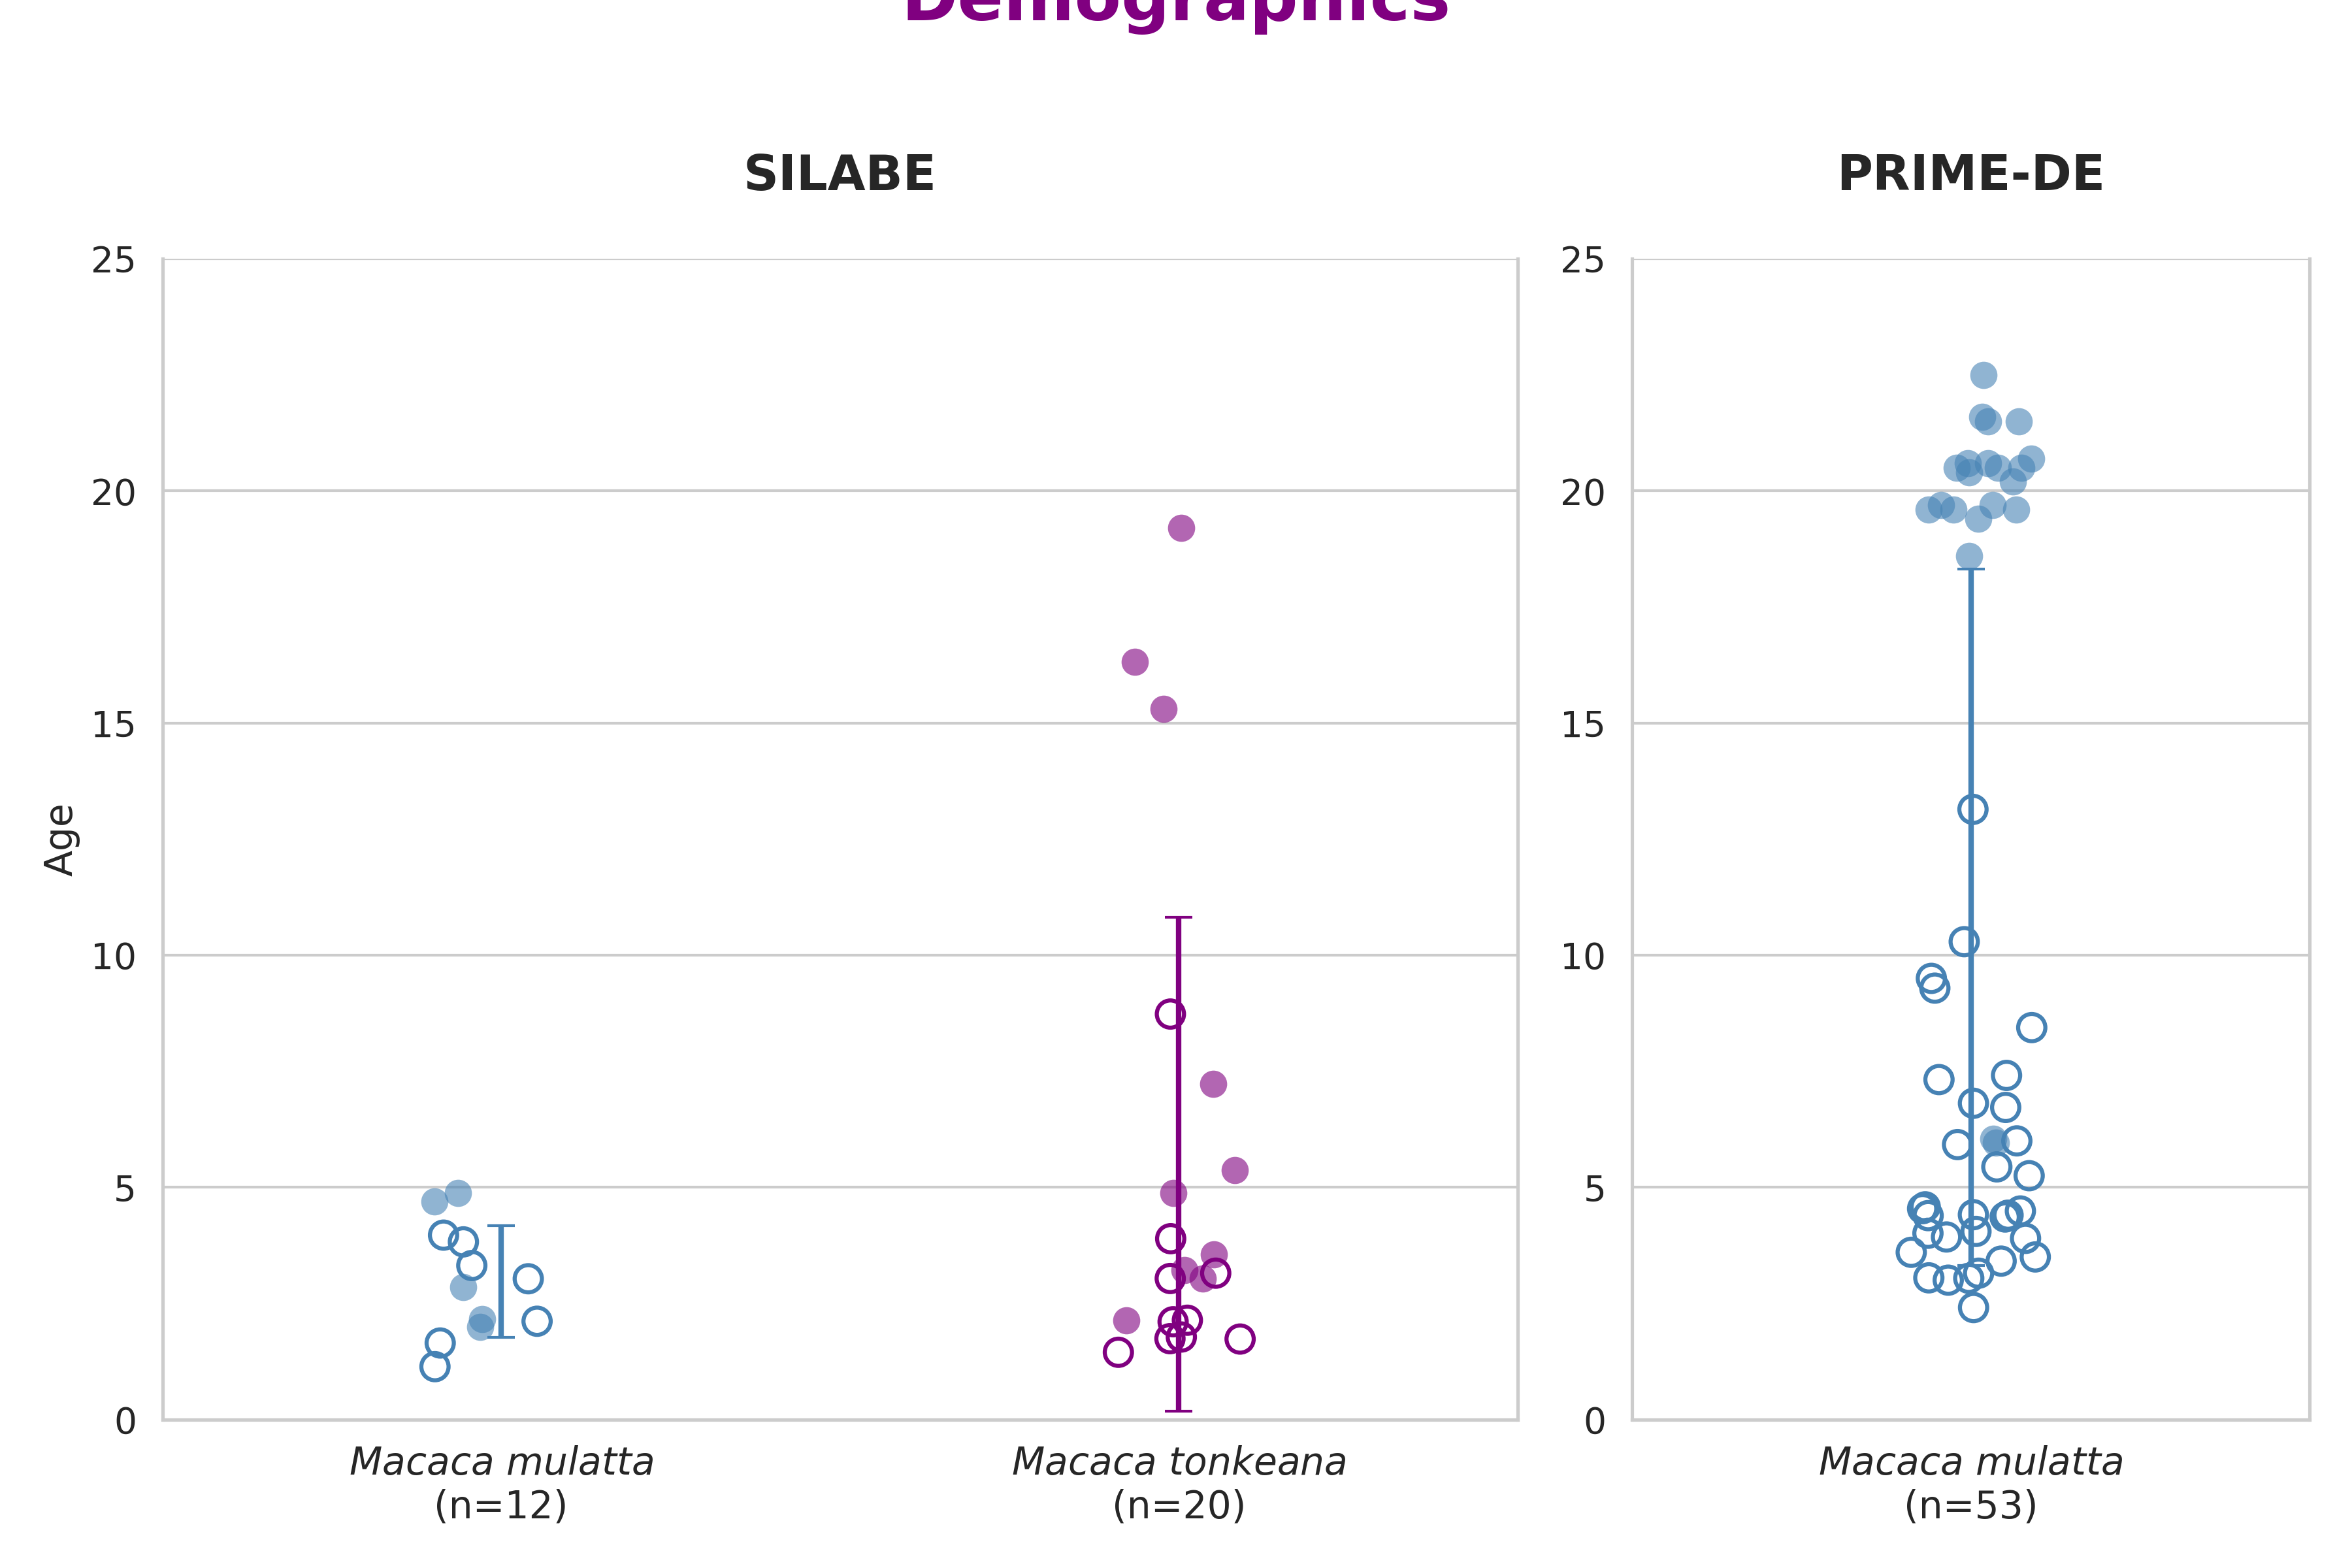 Demographics
SILABE
PRIME-DE
25
20
15
10
5
0
Age
25
20
15
10
5
0
Macaca mulatta
(n=12)
Macaca tonkeana
(n=20)
Macaca mulatta
(n=53)